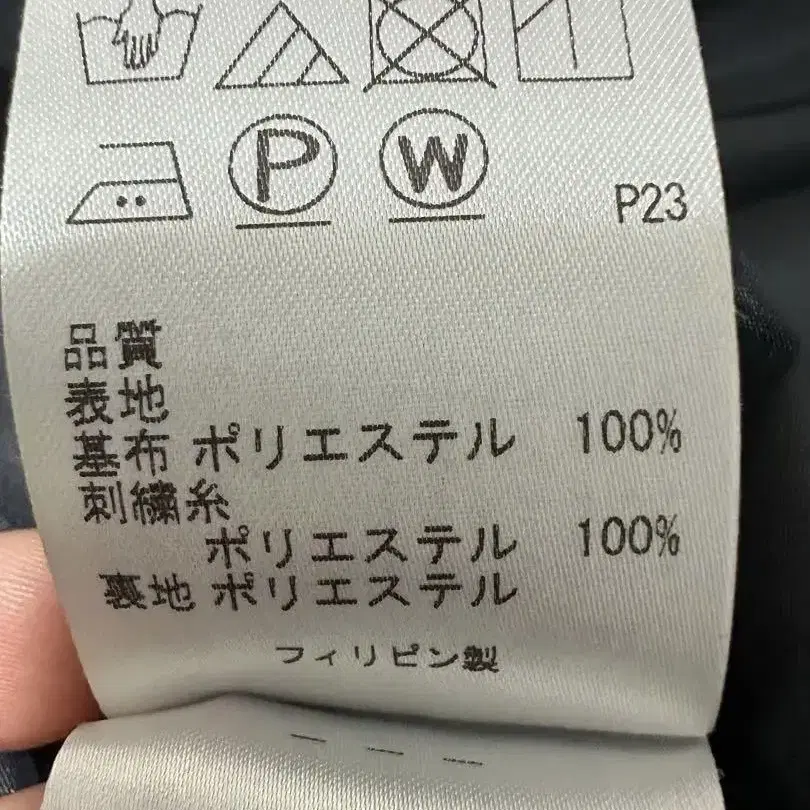 P W P23
品質
表地
基布 ポリエステル 100%
刺繍糸
ポリエステル 100%
裏地 ポリエステル
フィリピン製